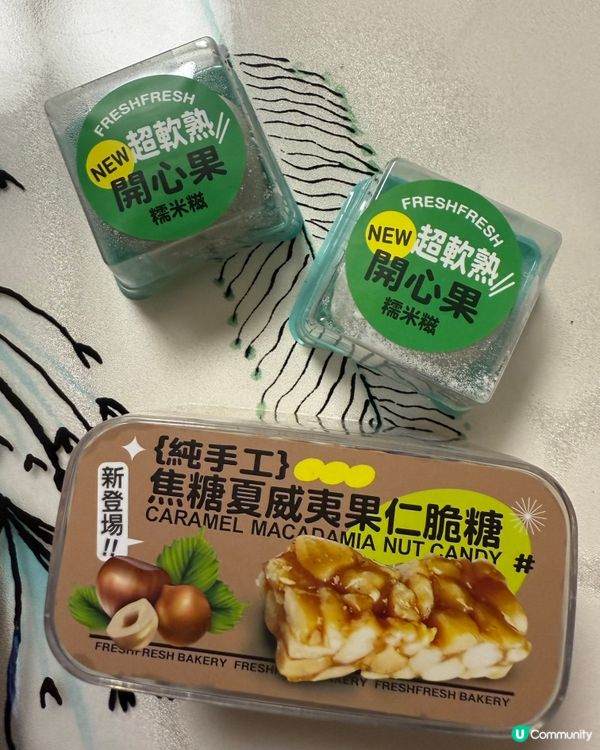 FRESHFRESH
NEW
超軟熟
開心果
糯米糍
FRESHFRESH
NEW
超軟熟
開心果
糯米糍
{純手工}
新登場!!
焦糖夏威夷果仁脆糖
CARAMEL MACADAMIA NUT CANDY
#
FRESHFRESH BAKERY FRESHFRESH BAKERY FRESHFRESH BAKERY
U Community